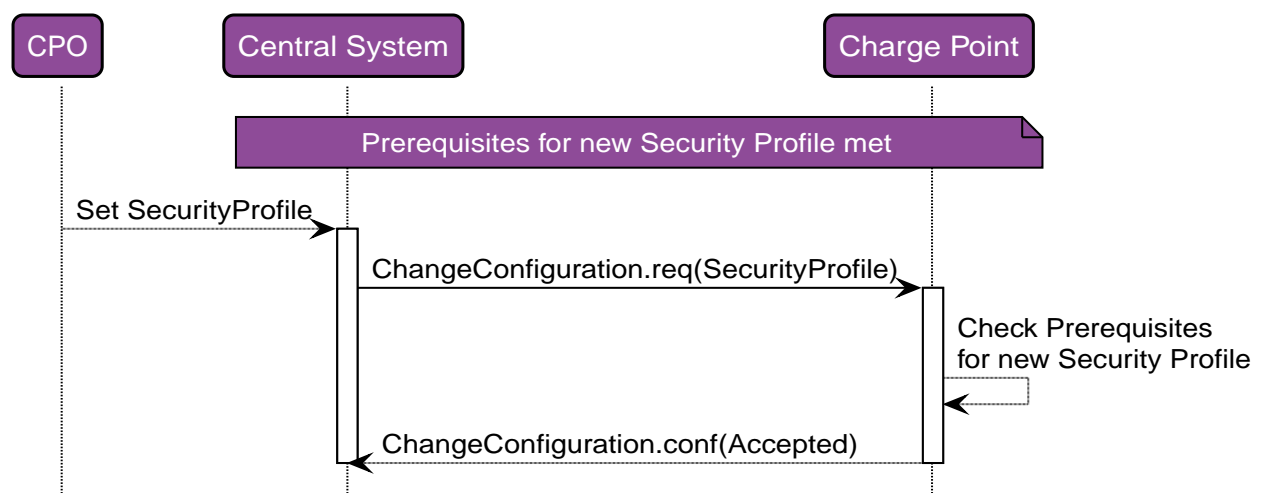 CPO
Central System
Charge Point
Prerequisites for new Security Profile met
Set SecurityProfile
ChangeConfiguration.req(SecurityProfile)
Check Prerequisites
for new Security Profile
ChangeConfiguration.conf(Accepted)